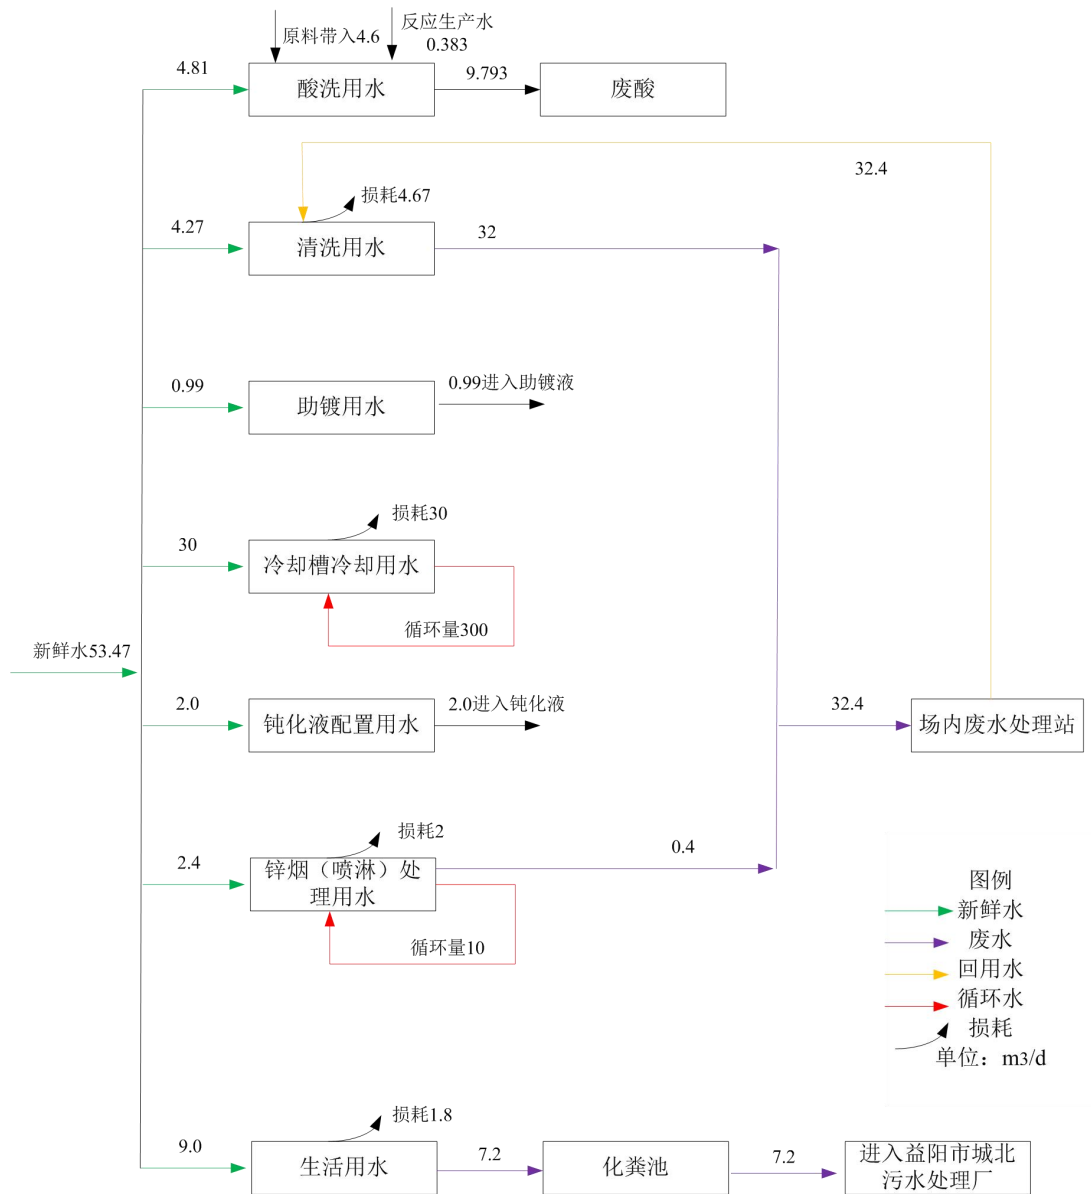 原料带入4.6
反应生产水
0.383
4.81
酸洗用水
9.793
废酸
32.4
损耗4.67
4.27
清洗用水
32
0.99
助镀用水
0.99进入助镀液
损耗30
30
冷却槽冷却用水
循环量300
新鲜水53.47
2.0
钝化液配置用水
2.0进入钝化液
32.4
场内废水处理站
损耗2
2.4
锌烟（喷淋）处
理用水
0.4
循环量10
图例
新鲜水
废水
回用水
循环水
损耗
单位：m3/d
损耗1.8
9.0
生活用水
7.2
化粪池
7.2
进入益阳市城北
污水处理厂